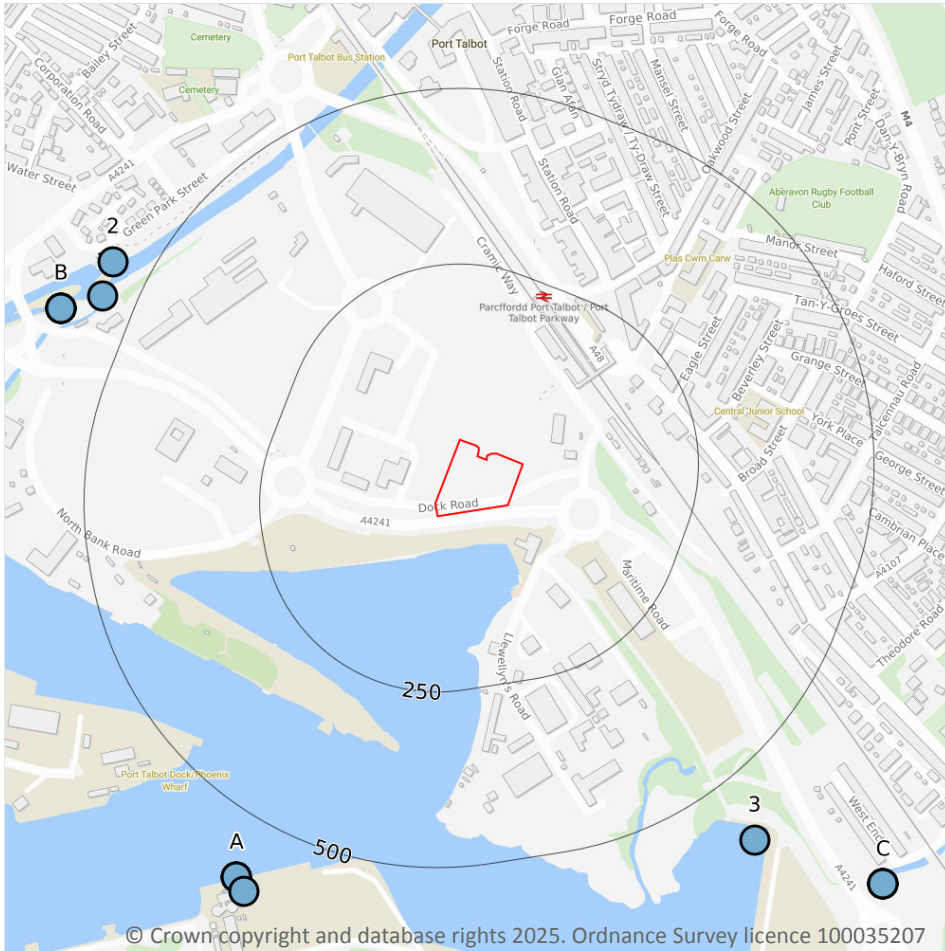 Cemetery
Bailey Street
Corporation Road
Cemetery
Port Talbot Bus Station
Port Talbot
Forge Road
Forge Road
Station Road
Glan Afan
Stryd Tydraw
Ty-Draw Street
Mansel Street
Oakwood Street
James Street
Pont Street
M4
Dan-Y-Bryn Road
Water Street
A4241
Green Park Street
Station Road
Aberavon Rugby Football
Club
2
B
Cramic Way
Plas Cwm Carw
Manor Street
Haford Street
Parcffordd Port Talbot / Port
Talbot Parkway
A48
Tan-Y-Groes Street
Eagle Street
Beverley Street
Grange Street
Central Junior School
York Place
Taicennau Road
Broad Street
George Street
Dock Road
A4241
North Bank Road
Cambrian Place
A4107
Maritime Road
Theodore Road
Llewellyn's Road
250
Port Talbot Dock/Phoenix
Wharf
3
West End
A
500
C
A4241
© Crown copyright and database rights 2025. Ordnance Survey licence 100035207